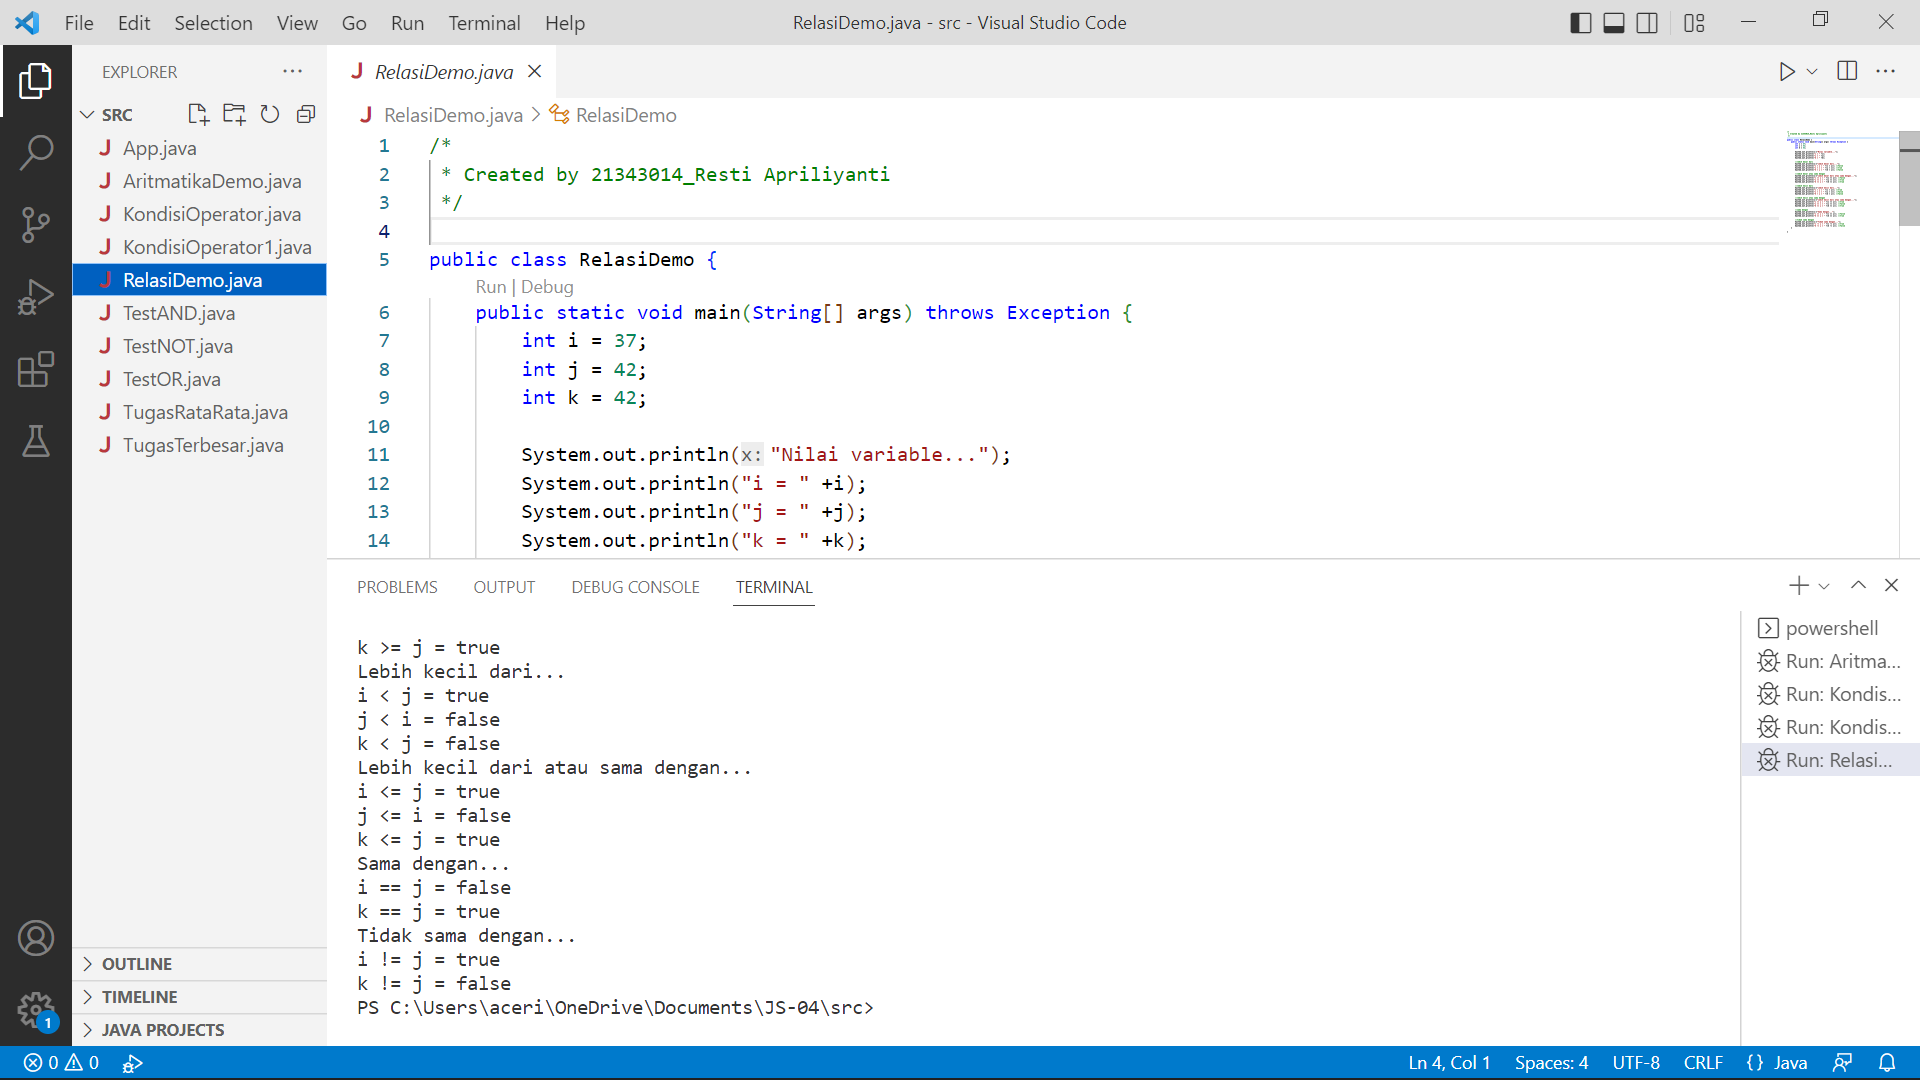 File Edit Selection View Go Run Terminal Help
RelasiDemo.java - src - Visual Studio Code
EXPLORER
SRC
App.java
AritmatikaDemo.java
KondisiOperator.java
KondisiOperator1.java
RelasiDemo.java
TestAND.java
TestNOT.java
TestOR.java
TugasRataRata.java
TugasTerbesar.java
OUTLINE
TIMELINE
JAVA PROJECTS
1
RelasiDemo.java
RelasiDemo.java > RelasiDemo
1 /*
2 * Created by 21343014_Resti Apriliyanti
3 */
4
5 public class RelasiDemo {
Run | Debug
6 public static void main(String[] args) throws Exception {
7 int i = 37;
8 int j = 42;
9 int k = 42;
10
11 System.out.println(x: "Nilai variable...");
12 System.out.println("i = " +i);
13 System.out.println("j = " +j);
14 System.out.println("k = " +k);
PROBLEMS OUTPUT DEBUG CONSOLE TERMINAL
k >= j = true
Lebih kecil dari...
i < j = true
j < i = false
k < j = false
Lebih kecil dari atau sama dengan...
i <= j = true
j <= i = false
k <= j = true
Sama dengan...
i == j = false
k == j = true
Tidak sama dengan...
i != j = true
k != j = false
PS C:\Users\aceri\OneDrive\Documents\JS-04\src>
powershell
Run: Aritma...
Run: Kondis...
Run: Kondis...
Run: Relasi...
0 0
Ln 4, Col 1 Spaces: 4 UTF-8 CRLF {} Java